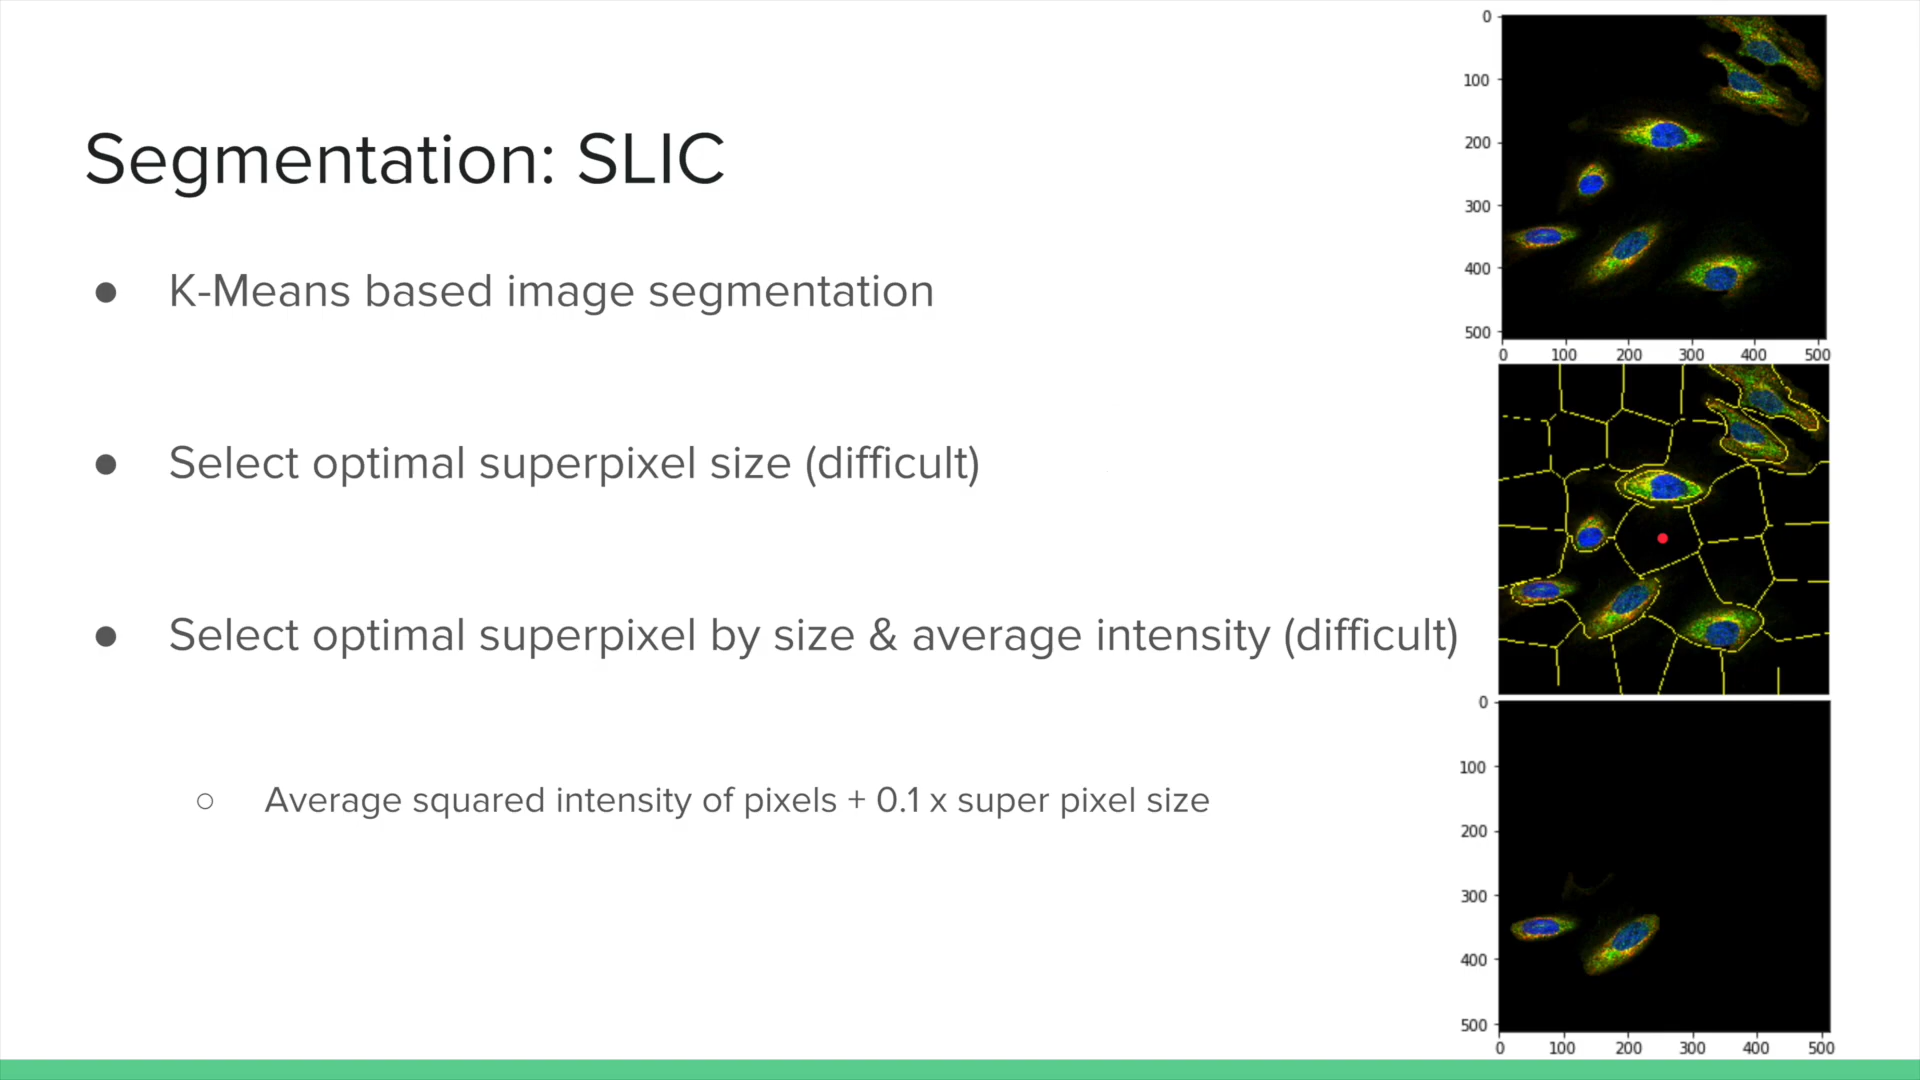 Segmentation: SLIC
● K-Means based image segmentation
● Select optimal superpixel size (difficult)
● Select optimal superpixel by size & average intensity (difficult)
○ Average squared intensity of pixels + 0.1 x super pixel size
0
100
200
300
400
500
0 100 200 300 400 500
0
100
200
300
400
500
0 100 200 300 400 500